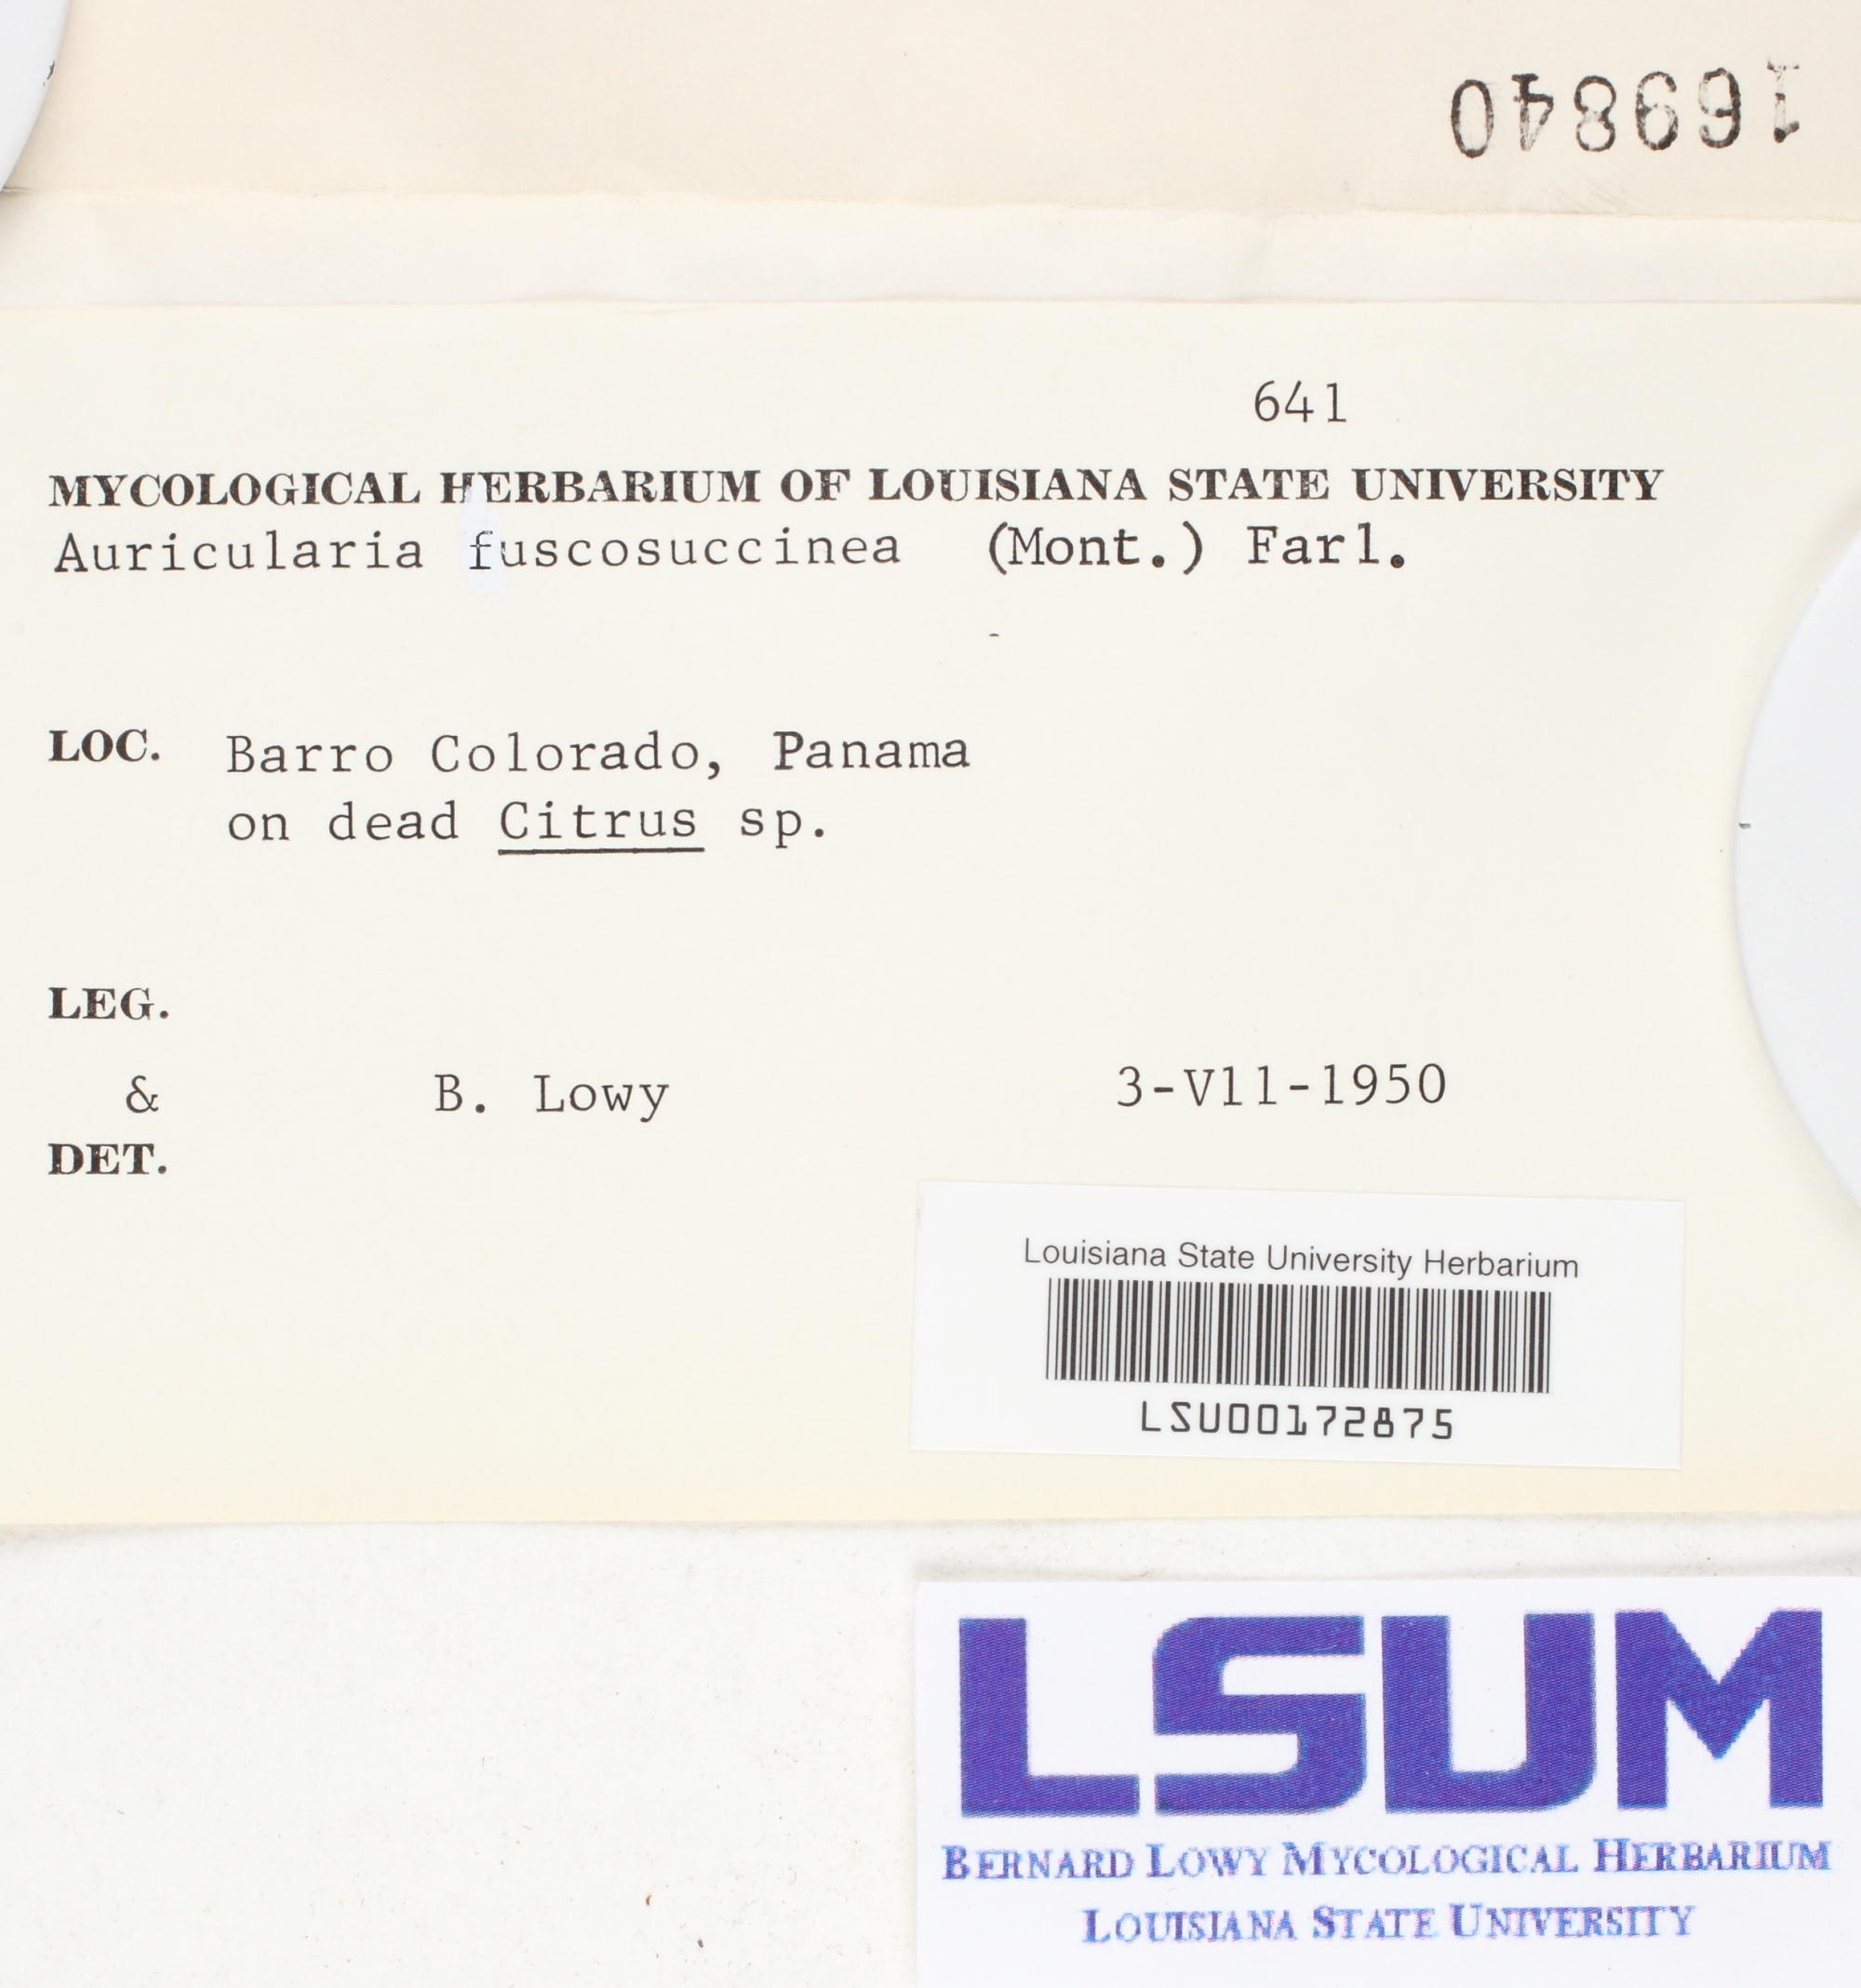 169840
641
MYCOLOGICAL HERBARIUM OF LOUISIANA STATE UNIVERSITY
Auricularia fuscosuccinea (Mont.) Farl.
LOC. Barro Colorado, Panama
on dead Citrus sp.
LEG.
& B. Lowy 3-V11-1950
DET.
Louisiana State University Herbarium
LSU00172875
LSUM
BERNARD LOWY MYCOLOGICAL HERBARIUM
LOUISIANA STATE UNIVERSITY